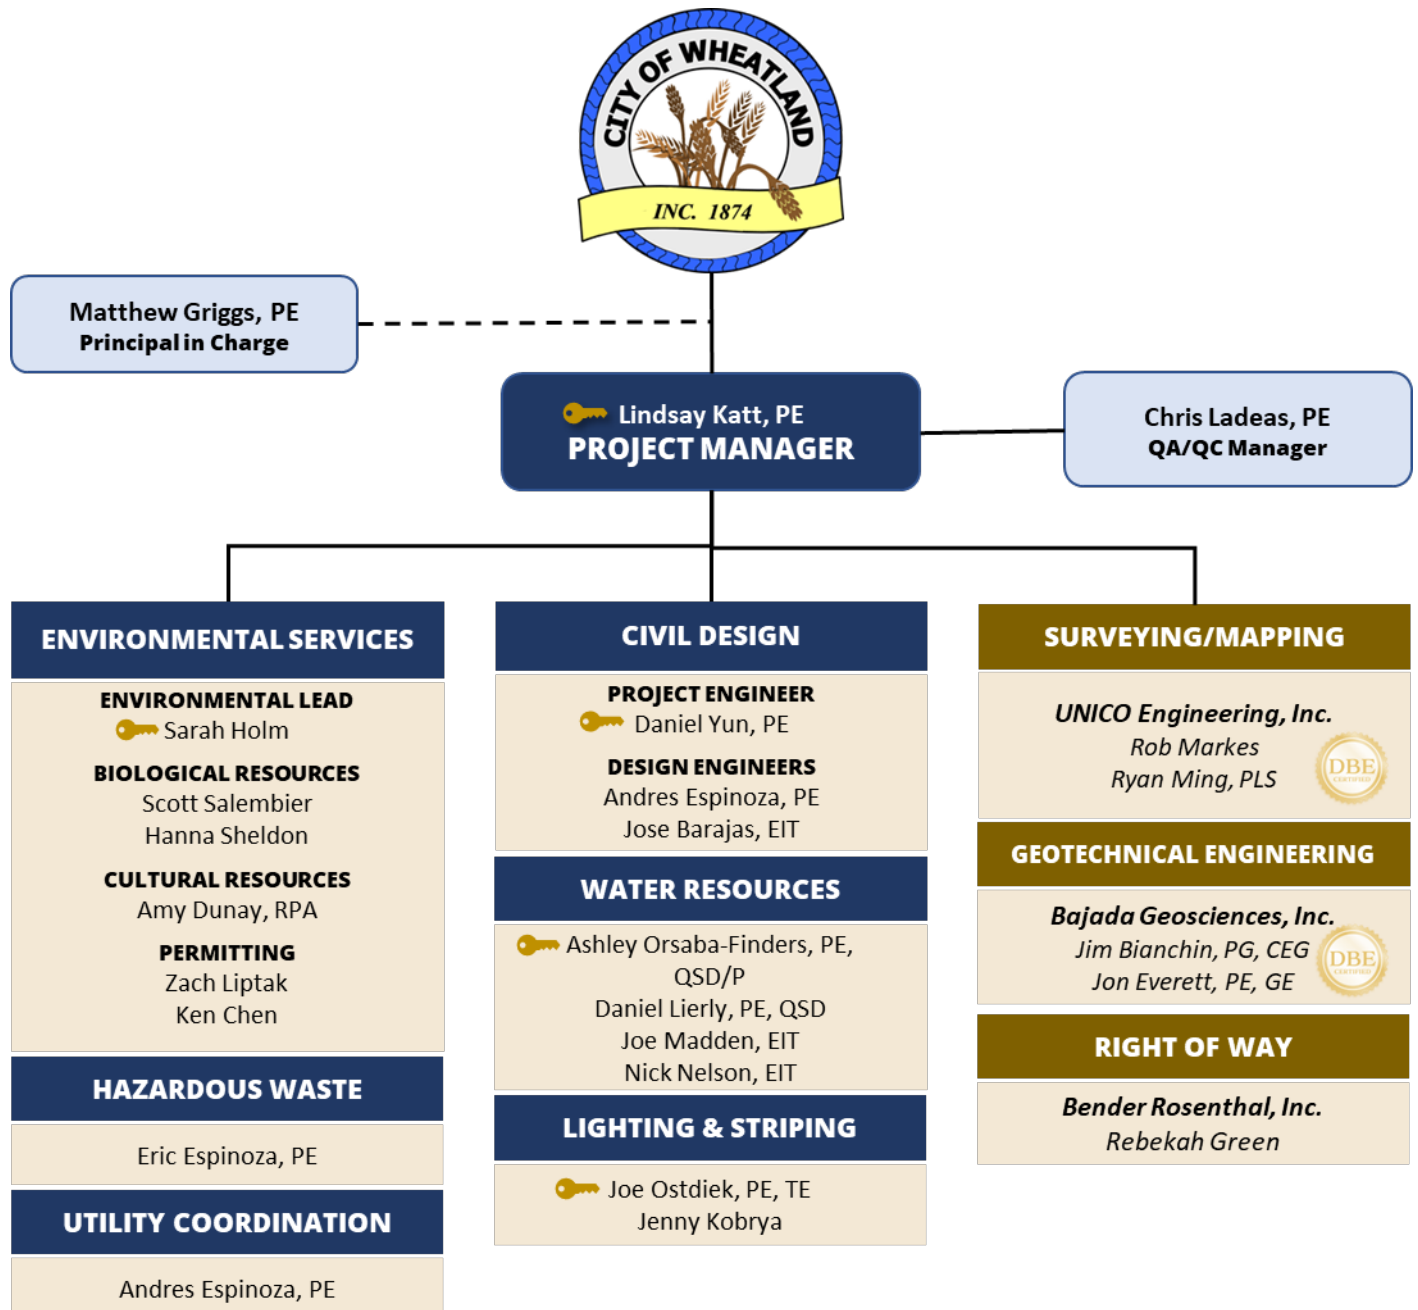 CITY OF WHEATLAND
INC. 1874
Matthew Griggs, PE
Principal in Charge
Lindsay Katt, PE
PROJECT MANAGER
Chris Ladeas, PE
QA/QC Manager
ENVIRONMENTAL SERVICES
ENVIRONMENTAL LEAD
Sarah Holm
BIOLOGICAL RESOURCES
Scott Salembier
Hanna Sheldon
CULTURAL RESOURCES
Amy Dunay, RPA
PERMITTING
Zach Liptak
Ken Chen
HAZARDOUS WASTE
Eric Espinoza, PE
UTILITY COORDINATION
Andres Espinoza, PE
CIVIL DESIGN
PROJECT ENGINEER
Daniel Yun, PE
DESIGN ENGINEERS
Andres Espinoza, PE
Jose Barajas, EIT
WATER RESOURCES
Ashley Orsaba-Finders, PE,
QSD/P
Daniel Lierly, PE, QSD
Joe Madden, EIT
Nick Nelson, EIT
LIGHTING & STRIPING
Joe Ostdiek, PE, TE
Jenny Kobrya
SURVEYING/MAPPING
UNICO Engineering, Inc.
Rob Markes
Ryan Ming, PLS
DBE
CERTIFIED
GEOTECHNICAL ENGINEERING
Bajada Geosciences, Inc.
Jim Bianchin, PG, CEG
Jon Everett, PE, GE
DBE
CERTIFIED
RIGHT OF WAY
Bender Rosenthal, Inc.
Rebekah Green